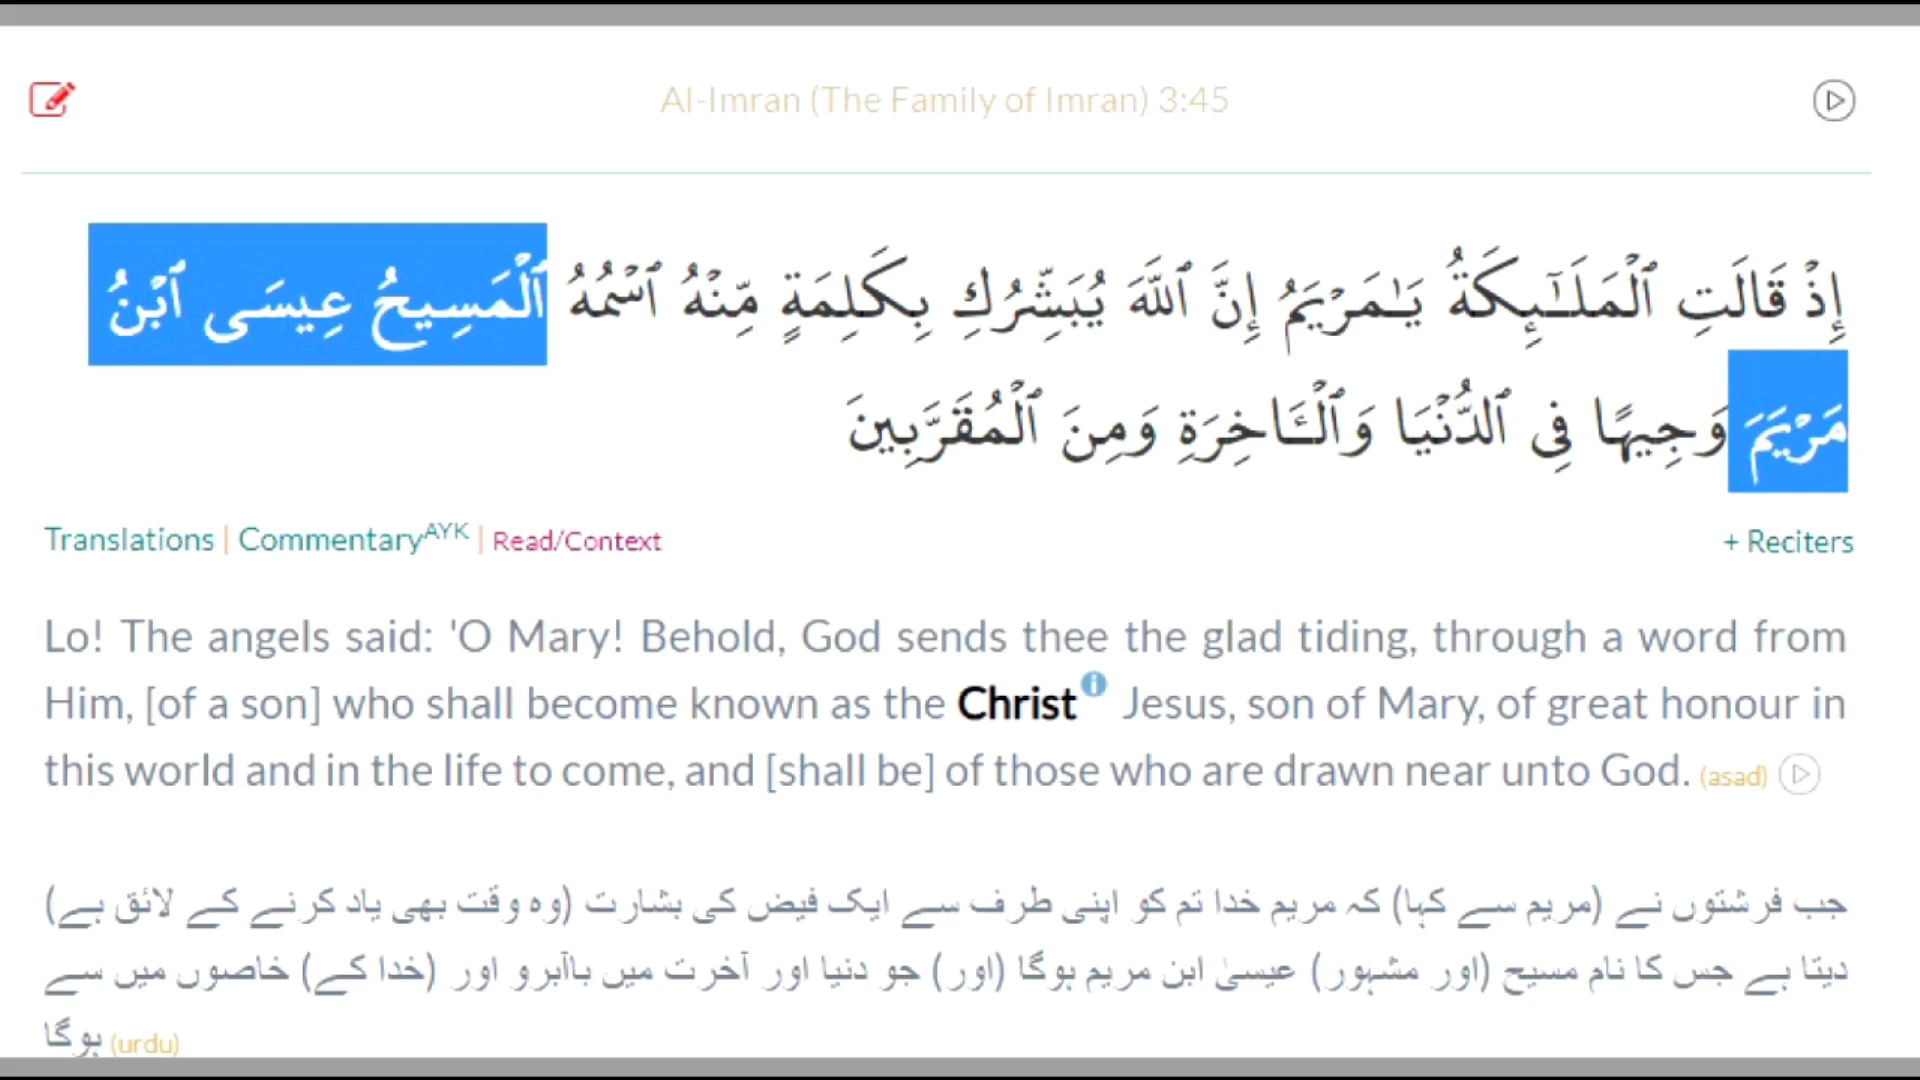 Al-Imran (The Family of Imran) 3:45
إِذْ قَالَتِ ٱلْمَلَـٰٓئِكَةُ يَـٰمَرْيَمُ إِنَّ ٱللَّهَ يُبَشِّرُكِ بِكَلِمَةٍ مِّنْهُ ٱسْمُهُ ٱلْمَسِيحُ عِيسَى ٱبْنُ
مَرْيَمَ وَجِيهًا فِى ٱلدُّنْيَا وَٱلْـَٔاخِرَةِ وَمِنَ ٱلْمُقَرَّبِينَ
Translations | Commentary AYK | Read/Context + Reciters
Lo! The angels said: 'O Mary! Behold, God sends thee the glad tiding, through a word from
Him, [of a son] who shall become known as the Christ Jesus, son of Mary, of great honour in
this world and in the life to come, and [shall be] of those who are drawn near unto God. (asad)
جب فرشتوں نے (مریم سے کہا) کہ مریم خدا تم کو اپنی طرف سے ایک فیض کی بشارت (وہ وقت بھی یاد کرنے کے لائق ہے)
دیتا ہے جس کا نام مسیح (اور مشہور) عیسیٰ ابن مریم ہوگا (اور) جو دنیا اور آخرت میں باآبرو اور (خدا کے) خاصوں میں سے
ہوگا (urdu)